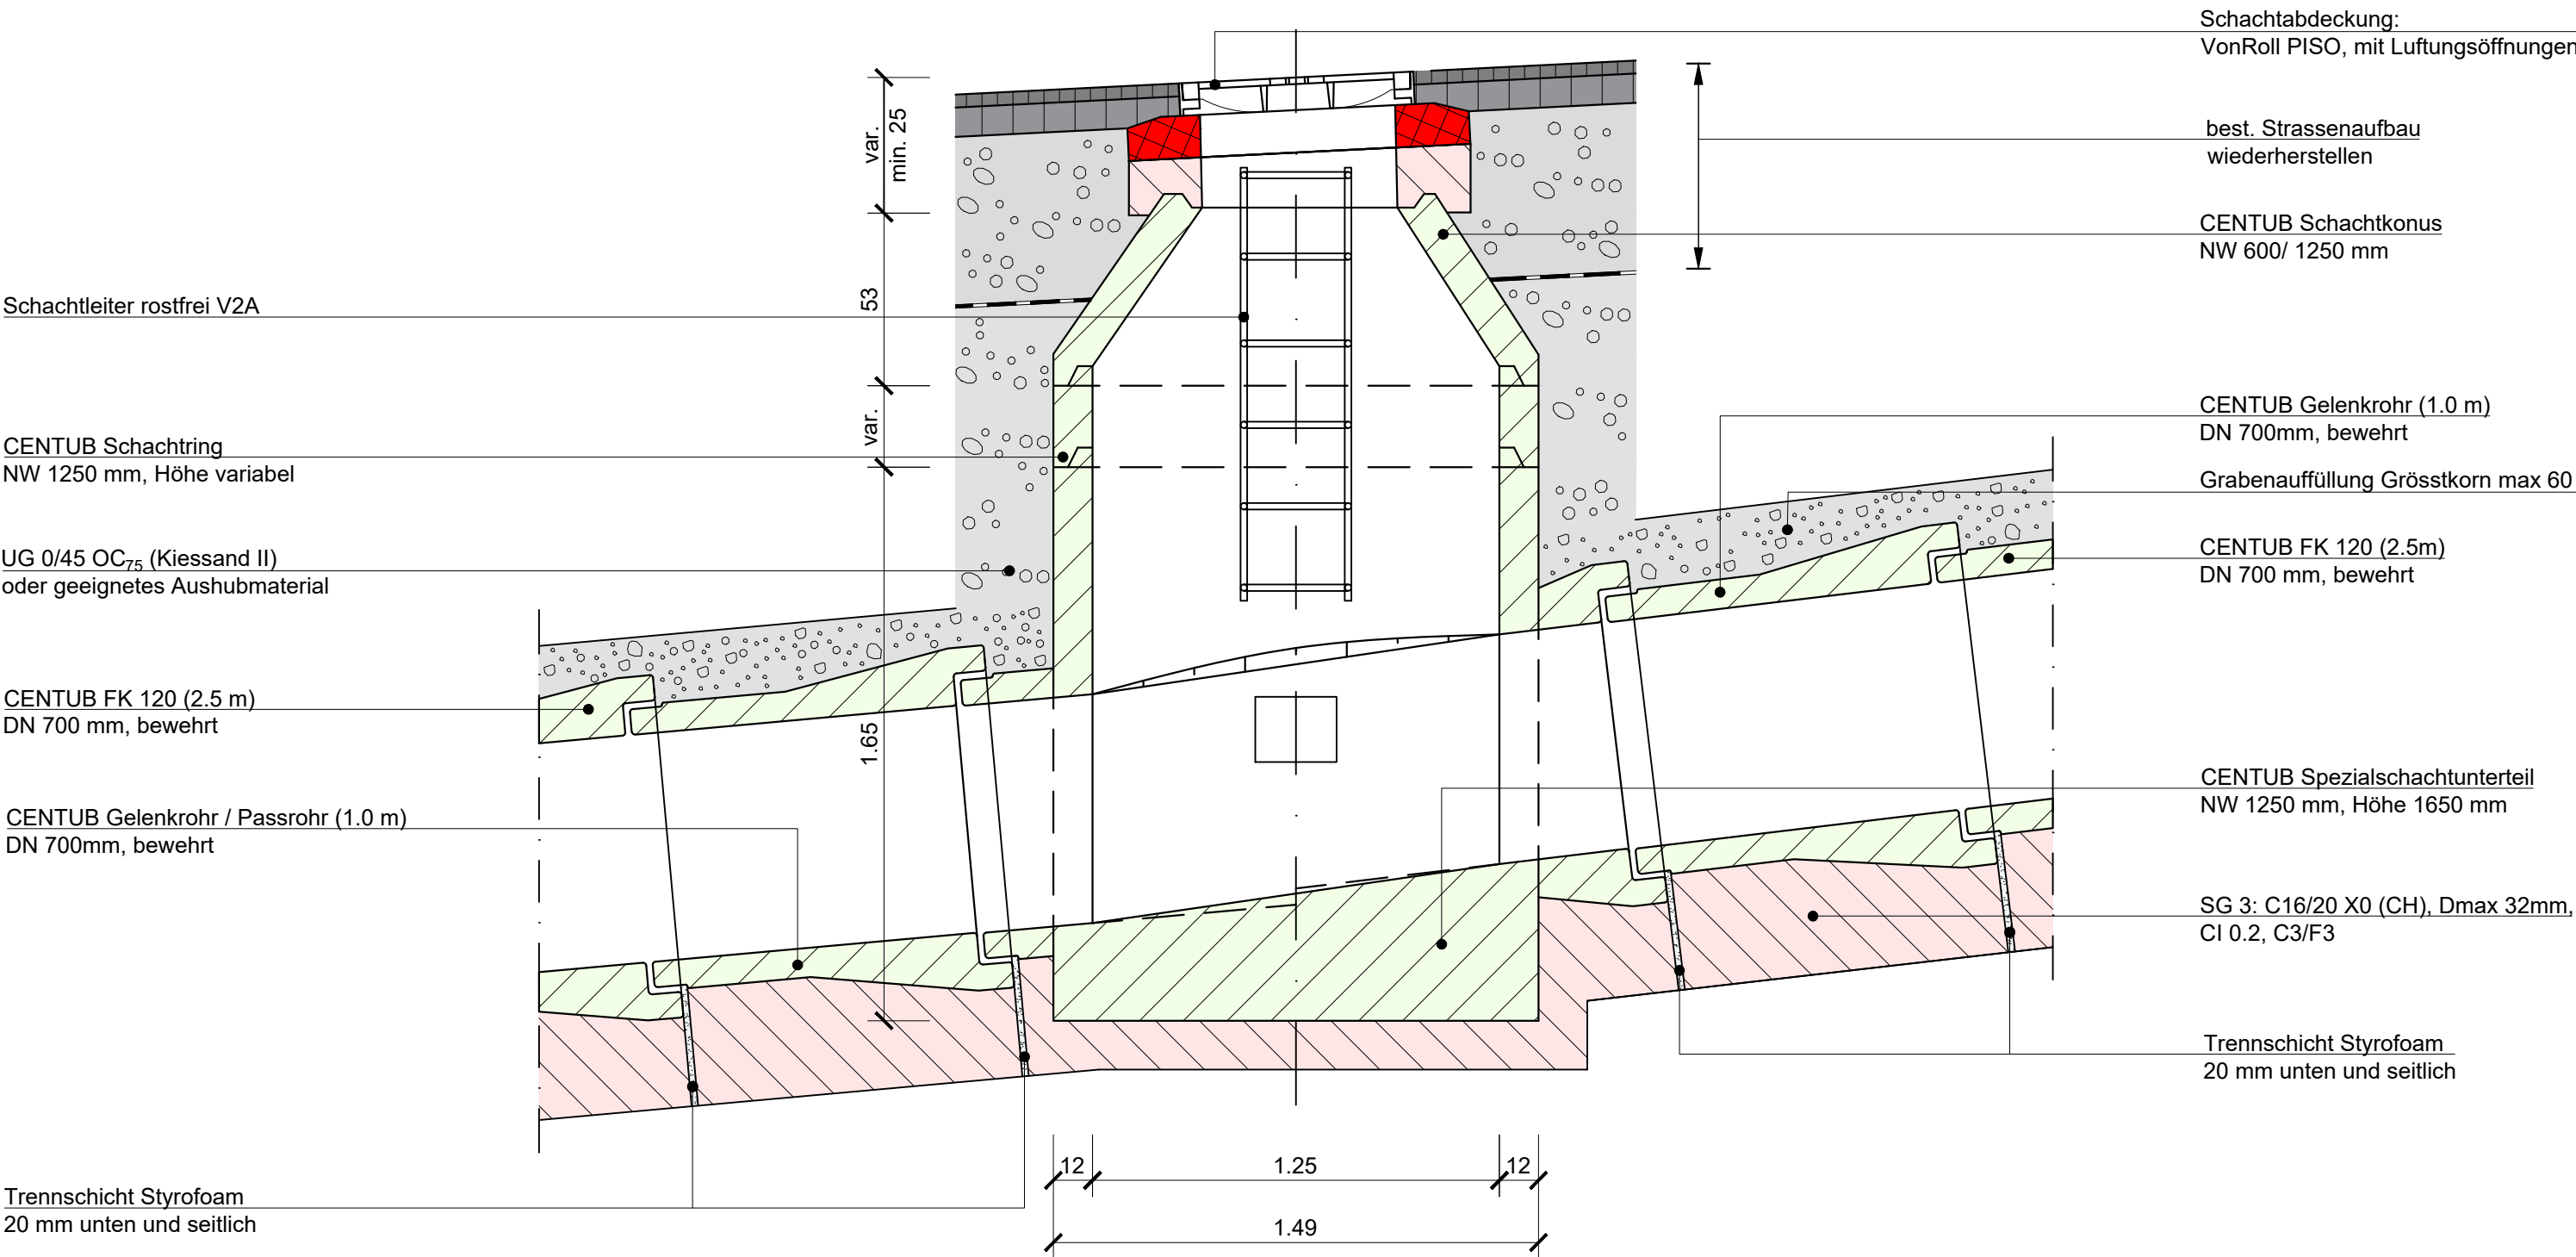 Schachtabdeckung:
VonRoll PISO, mit Luftungsöffnungen
best. Strassenaufbau
wiederherstellen
CENTUB Schachtkonus
NW 600/ 1250 mm
CENTUB Gelenkrohr (1.0 m)
DN 700mm, bewehrt
Grabenauffüllung Grösstkorn max 60
CENTUB FK 120 (2.5m)
DN 700 mm, bewehrt
CENTUB Spezialschachtunterteil
NW 1250 mm, Höhe 1650 mm
SG 3: C16/20 X0 (CH), Dmax 32mm,
CI 0.2, C3/F3
Trennschicht Styrofoam
20 mm unten und seitlich
Schachtleiter rostfrei V2A
CENTUB Schachtring
NW 1250 mm, Höhe variabel
UG 0/45 OC75 (Kiessand II)
oder geeignetes Aushubmaterial
CENTUB FK 120 (2.5 m)
DN 700 mm, bewehrt
CENTUB Gelenkrohr / Passrohr (1.0 m)
DN 700mm, bewehrt
Trennschicht Styrofoam
20 mm unten und seitlich
var.
min. 25
53
var.
1.65
12
1.25
12
1.49